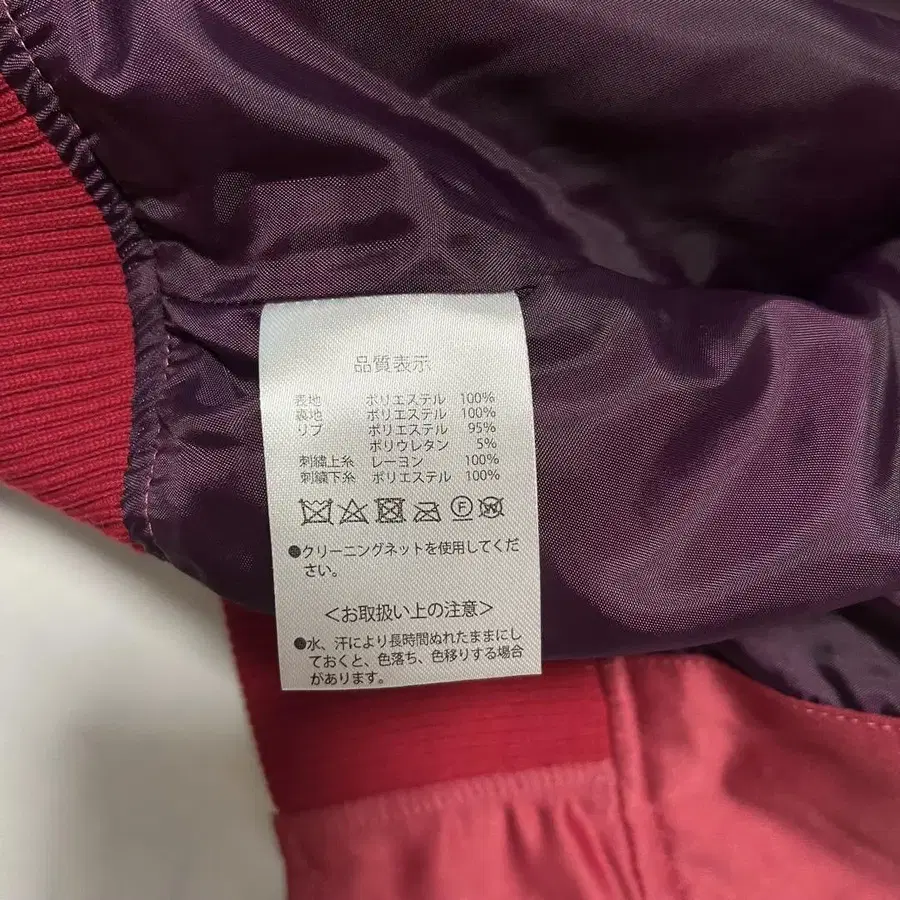 品質表示
表地 ポリエステル 100%
裏地 ポリエステル 100%
リブ ポリエステル 95%
ポリウレタン 5%
刺繍上糸 レーヨン 100%
刺繍下糸 ポリエステル 100%
●クリーニングネットを使用してくだ
さい。
＜お取扱い上の注意＞
●水、汗により長時間ぬれたままにし
ておくと、色落ち、色移りする場合
があります。